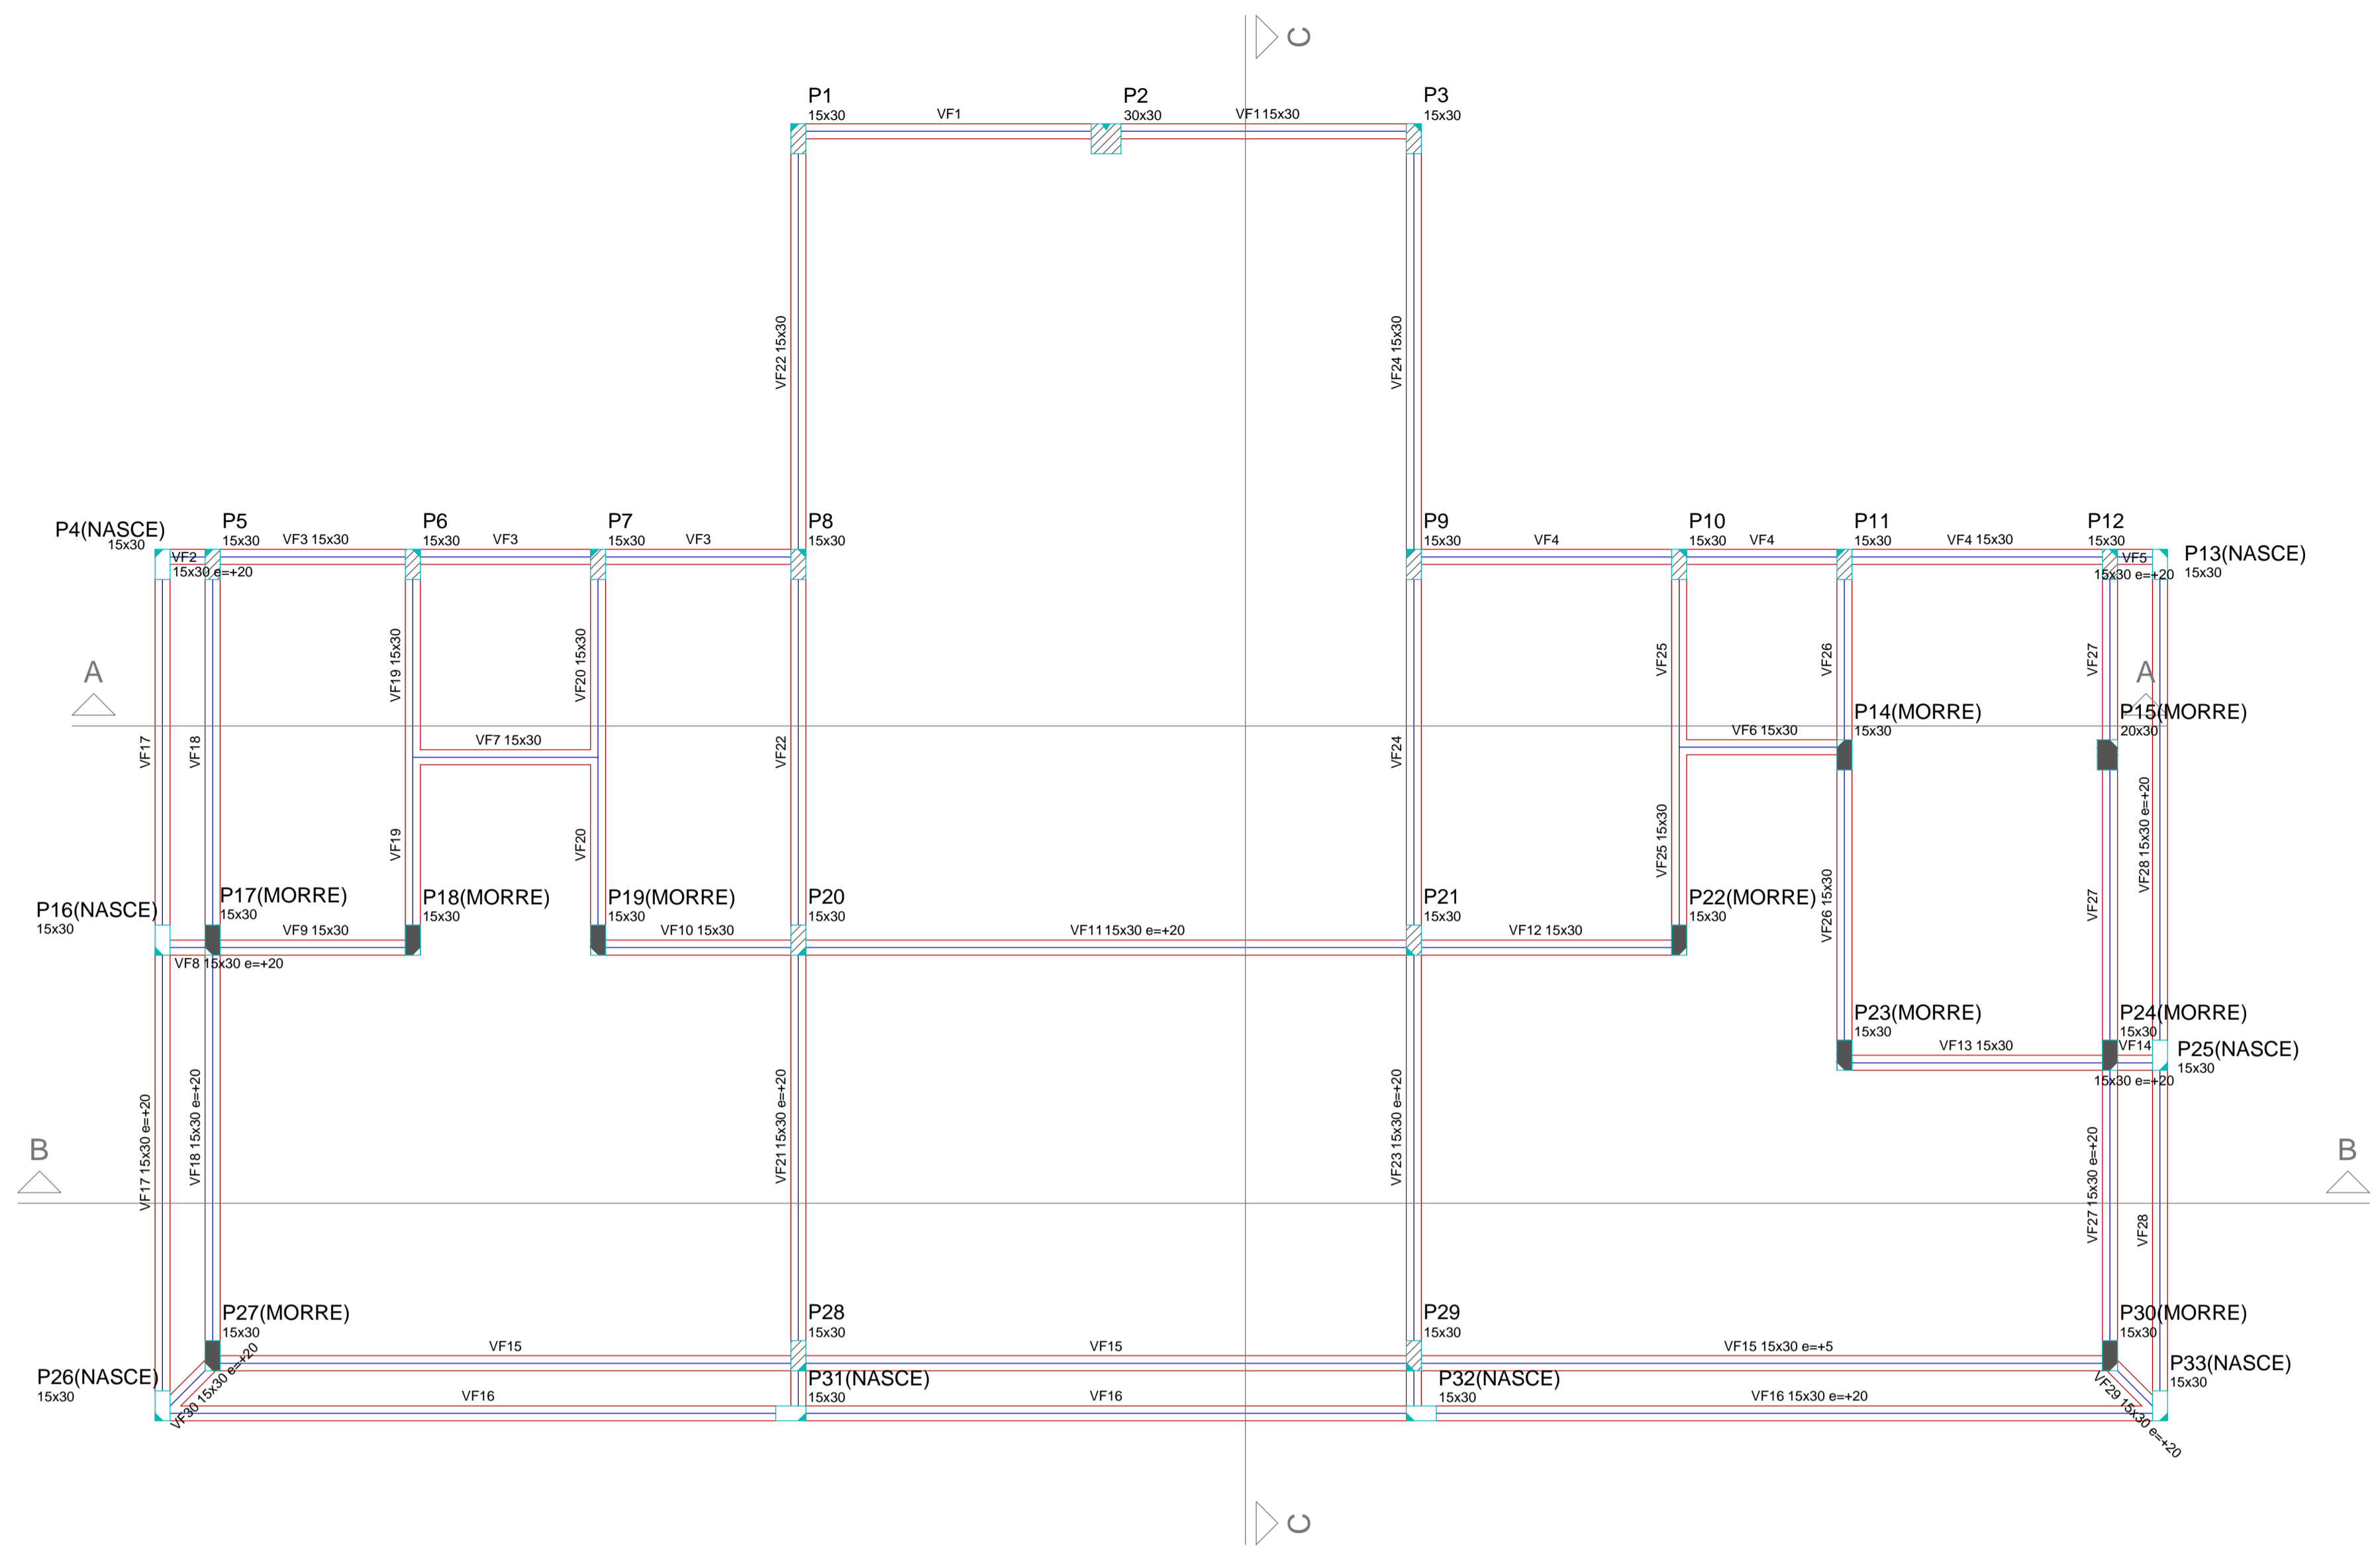 C
P1
15x30
VF1
P2
30x30
VF1 15x30
P3
15x30
VF22 15x30
VF24 15x30
P4(NASCE)
15x30
VF2
15x30 e=+20
P5
15x30
VF3 15x30
P6
15x30
VF3
P7
15x30
VF3
P8
15x30
P9
15x30
VF4
P10
15x30
VF4
P11
15x30
VF4 15x30
P12
15x30
VF5
15x30 e=+20
P13(NASCE)
15x30
A
A
VF17
VF18
VF19 15x30
VF20 15x30
VF7 15x30
VF22
VF24
VF25
VF6 15x30
VF26
P14(MORRE)
15x30
VF27
P15(MORRE)
20x30
VF28 15x30 e=+20
VF19
VF20
VF25 15x30
VF26 15x30
VF27
P16(NASCE)
15x30
P17(MORRE)
15x30
VF9 15x30
VF8 15x30 e=+20
P18(MORRE)
15x30
P19(MORRE)
15x30
VF10 15x30
P20
15x30
VF11 15x30 e=+20
P21
15x30
VF12 15x30
P22(MORRE)
15x30
P23(MORRE)
15x30
VF13 15x30
P24(MORRE)
15x30
VF14
15x30 e=+20
P25(NASCE)
15x30
B
B
VF17 15x30 e=+20
VF18 15x30 e=+20
VF21 15x30 e=+20
VF23 15x30 e=+20
VF27 15x30 e=+20
VF28
P27(MORRE)
15x30
VF15
P28
15x30
VF15
P29
15x30
VF15 15x30 e=+5
P30(MORRE)
15x30
P26(NASCE)
15x30
VF30 15x30 e=+20
VF16
P31(NASCE)
15x30
VF16
P32(NASCE)
15x30
VF16 15x30 e=+20
VF29 15x30 e=+20
P33(NASCE)
15x30
C